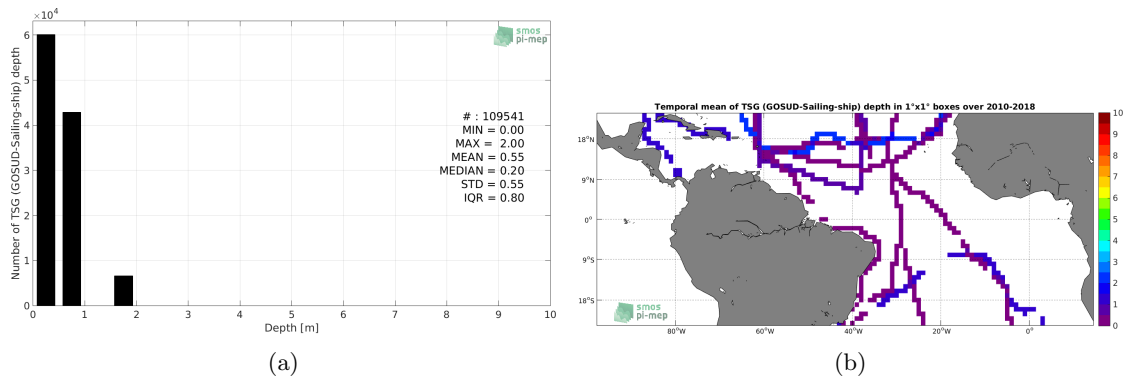 ×10⁴
6
5
4
3
2
1
0
Number of TSG (GOSUD-Sailing-ship) depth
0 1 2 3 4 5 6 7 8 9 10
Depth [m]
smos
pi-mep
# : 109541
MIN = 0.00
MAX = 2.00
MEAN = 0.55
MEDIAN = 0.20
STD = 0.55
IQR = 0.80
(a)
Temporal mean of TSG (GOSUD-Sailing-ship) depth in 1°x1° boxes over 2010-2018
18°N
9°N
0°
9°S
18°S
80°W 60°W 40°W 20°W 0°
smos
pi-mep
10
9
8
7
6
5
4
3
2
1
0
(b)